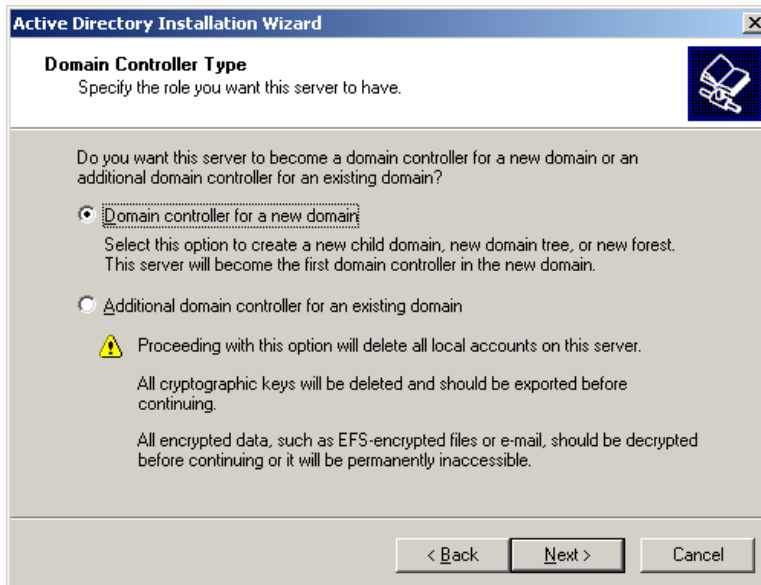 Active Directory Installation Wizard
Domain Controller Type
Specify the role you want this server to have.
Do you want this server to become a domain controller for a new domain or an
additional domain controller for an existing domain?
Domain controller for a new domain
Select this option to create a new child domain, new domain tree, or new forest.
This server will become the first domain controller in the new domain.
Additional domain controller for an existing domain
Proceeding with this option will delete all local accounts on this server.
All cryptographic keys will be deleted and should be exported before
continuing.
All encrypted data, such as EFS-encrypted files or e-mail, should be decrypted
before continuing or it will be permanently inaccessible.
< Back
Next >
Cancel